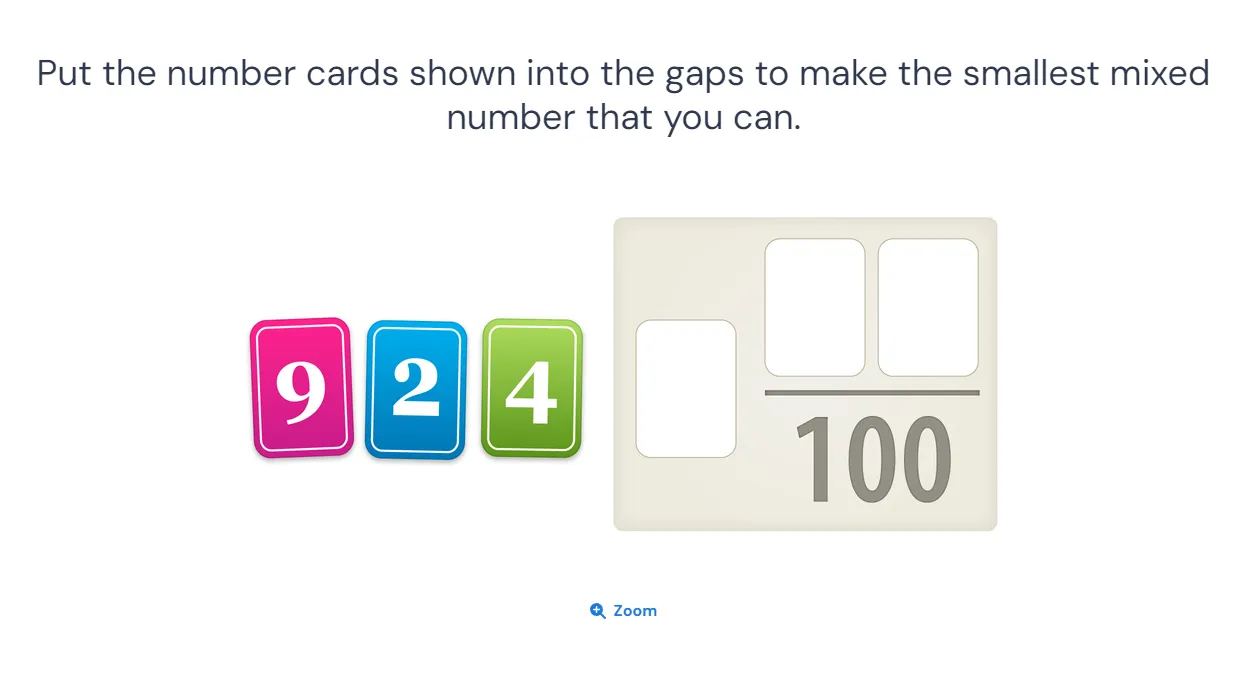 Put the number cards shown into the gaps to make the smallest mixed
number that you can.
9 2 4
100
Zoom